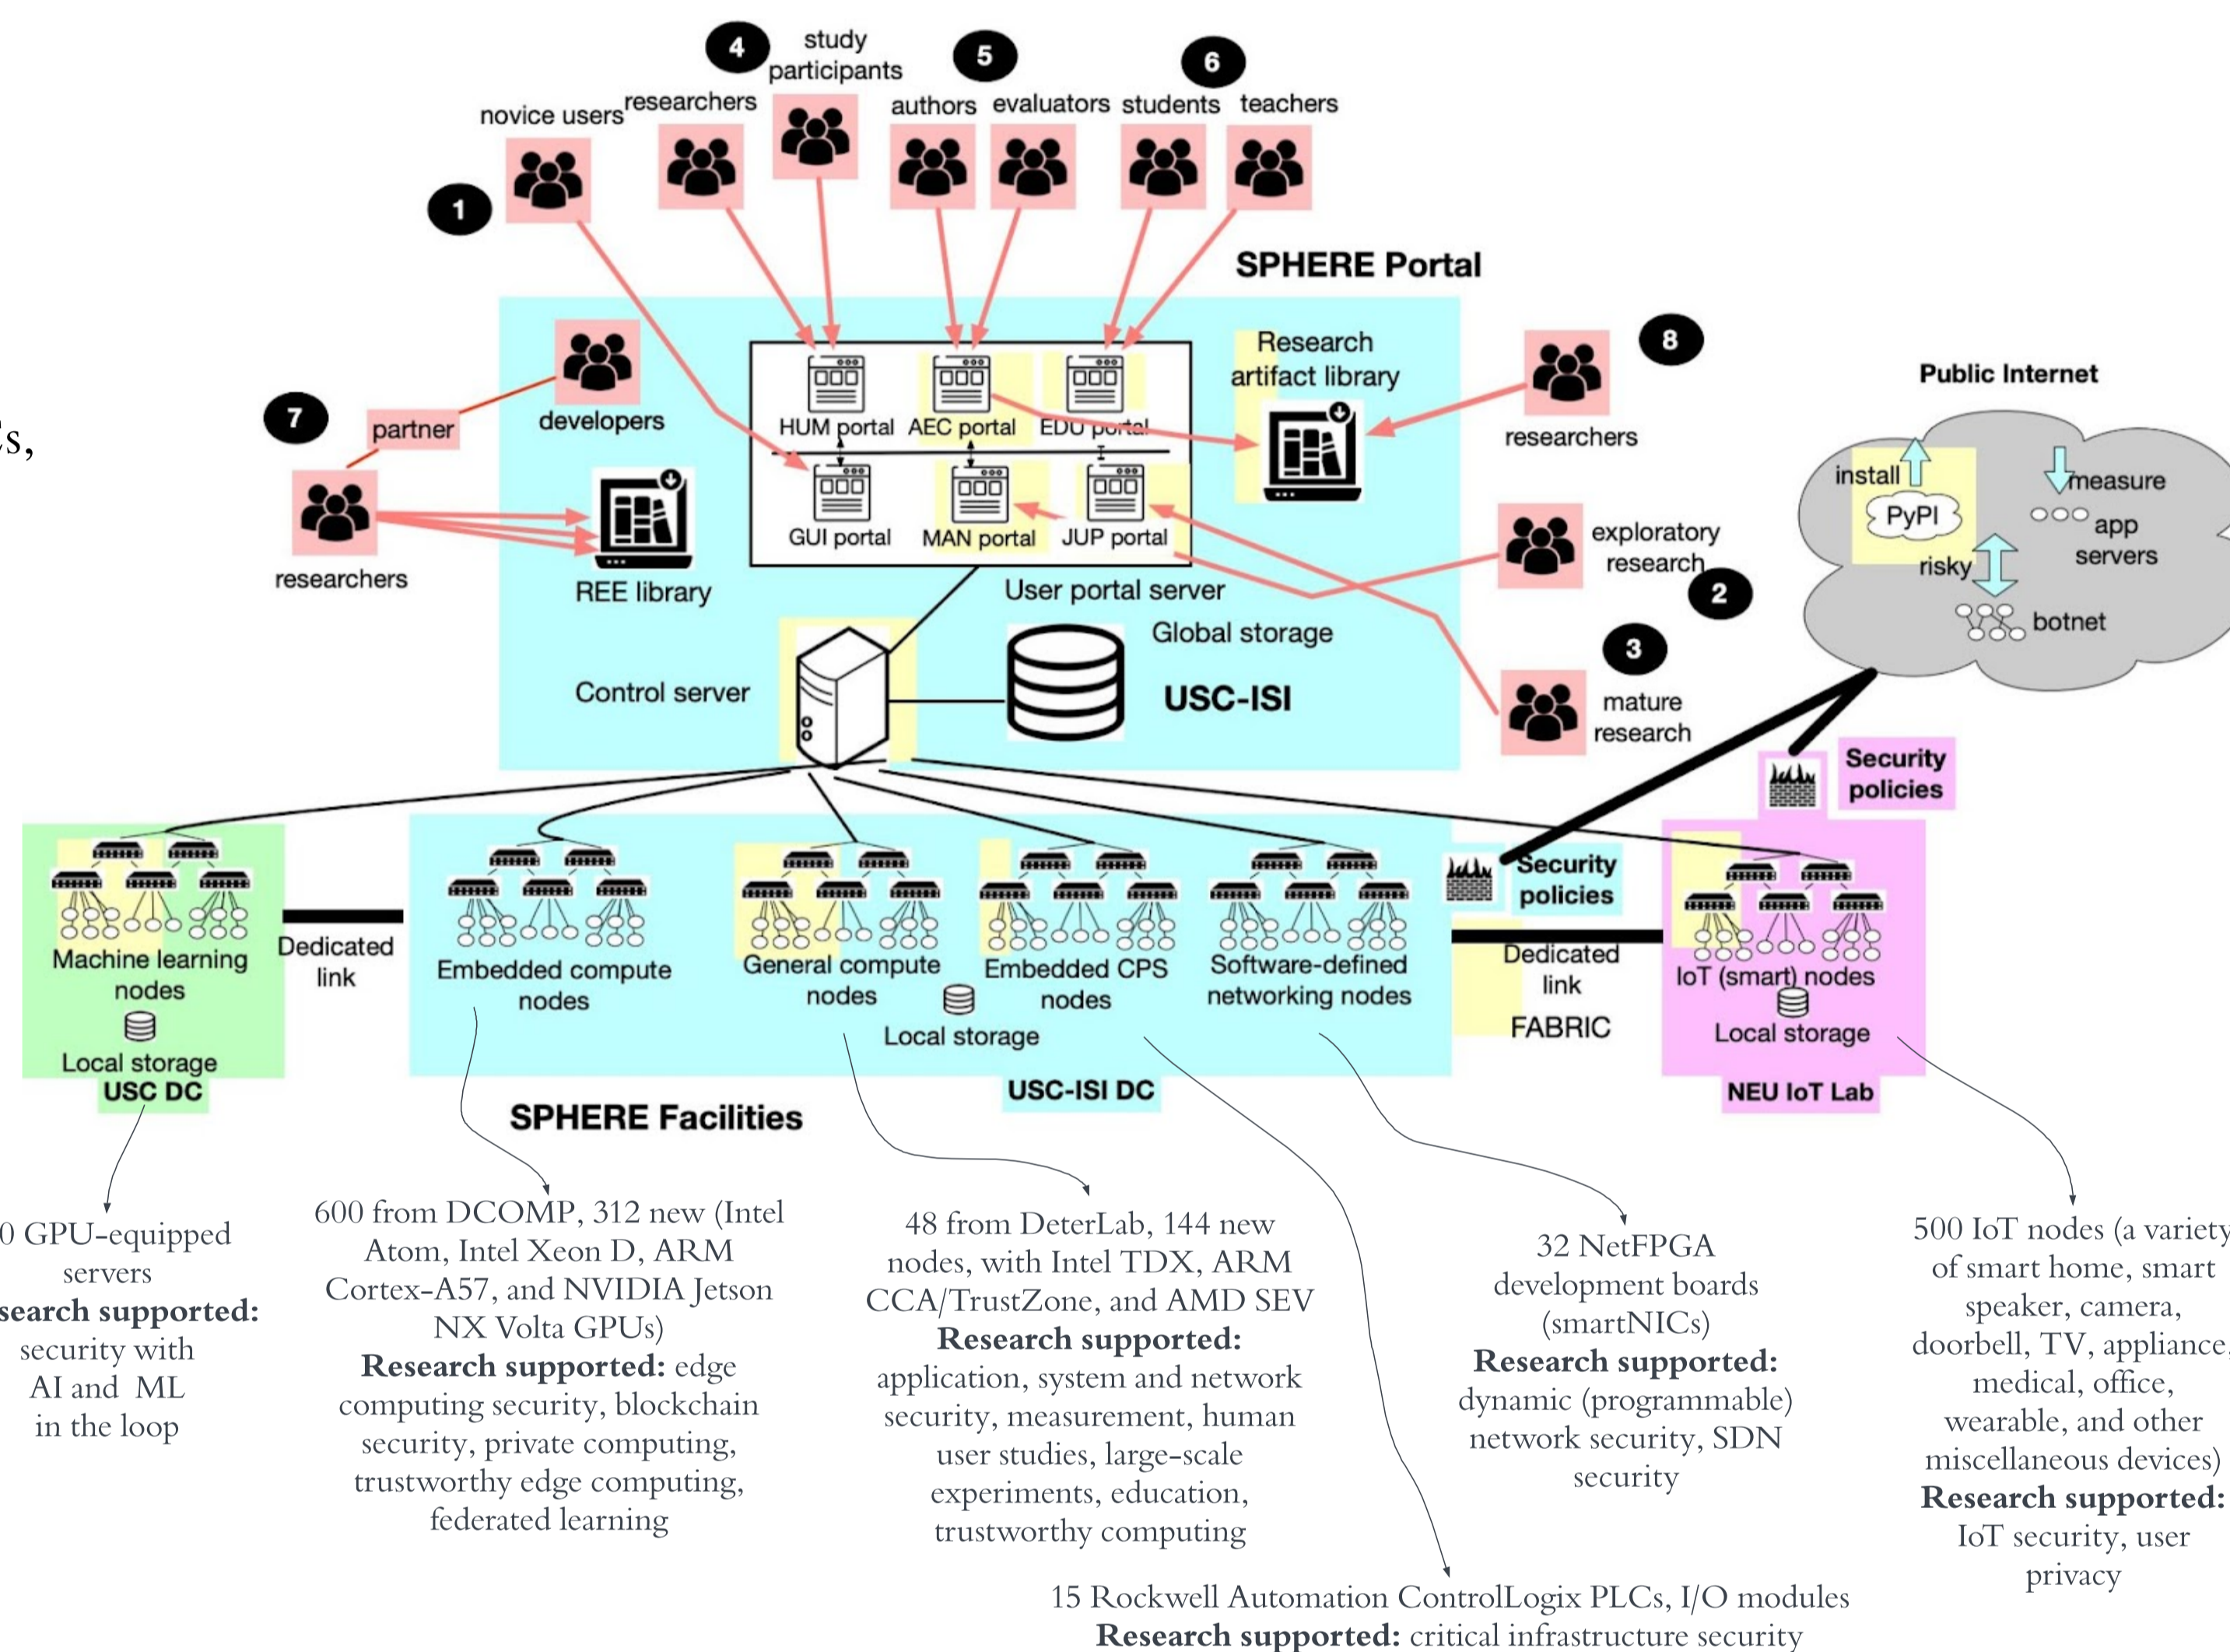 4
study
participants
5
6
novice users
researchers
authors
evaluators
students
teachers
1
SPHERE Portal
7
partner
developers
researchers
REE library
HUM portal
AEC portal
EDU portal
GUI portal
MAN portal
JUP portal
Research
artifact library
8
researchers
User portal server
Global storage
Control server
USC-ISI
exploratory
research
2
3
mature
research
Public Internet
install
PyPI
measure
app
servers
risky
botnet
s,
Security
policies
Security
policies
Machine learning
nodes
Local storage
USC DC
Dedicated
link
Embedded compute
nodes
General compute
nodes
Embedded CPS
nodes
Local storage
Software-defined
networking nodes
USC-ISI DC
Dedicated
link
FABRIC
IoT (smart) nodes
Local storage
NEU IoT Lab
SPHERE Facilities
0 GPU-equipped
servers
search supported:
security with
AI and ML
in the loop
600 from DCOMP, 312 new (Intel
Atom, Intel Xeon D, ARM
Cortex-A57, and NVIDIA Jetson
NX Volta GPUs)
Research supported: edge
computing security, blockchain
security, private computing,
trustworthy edge computing,
federated learning
48 from DeterLab, 144 new
nodes, with Intel TDX, ARM
CCA/TrustZone, and AMD SEV
Research supported:
application, system and network
security, measurement, human
user studies, large-scale
experiments, education,
trustworthy computing
15 Rockwell Automation ControlLogix PLCs, I/O modules
Research supported: critical infrastructure security
32 NetFPGA
development boards
(smartNICs)
Research supported:
dynamic (programmable)
network security, SDN
security
500 IoT nodes (a variety
of smart home, smart
speaker, camera,
doorbell, TV, appliance,
medical, office,
wearable, and other
miscellaneous devices)
Research supported:
IoT security, user
privacy